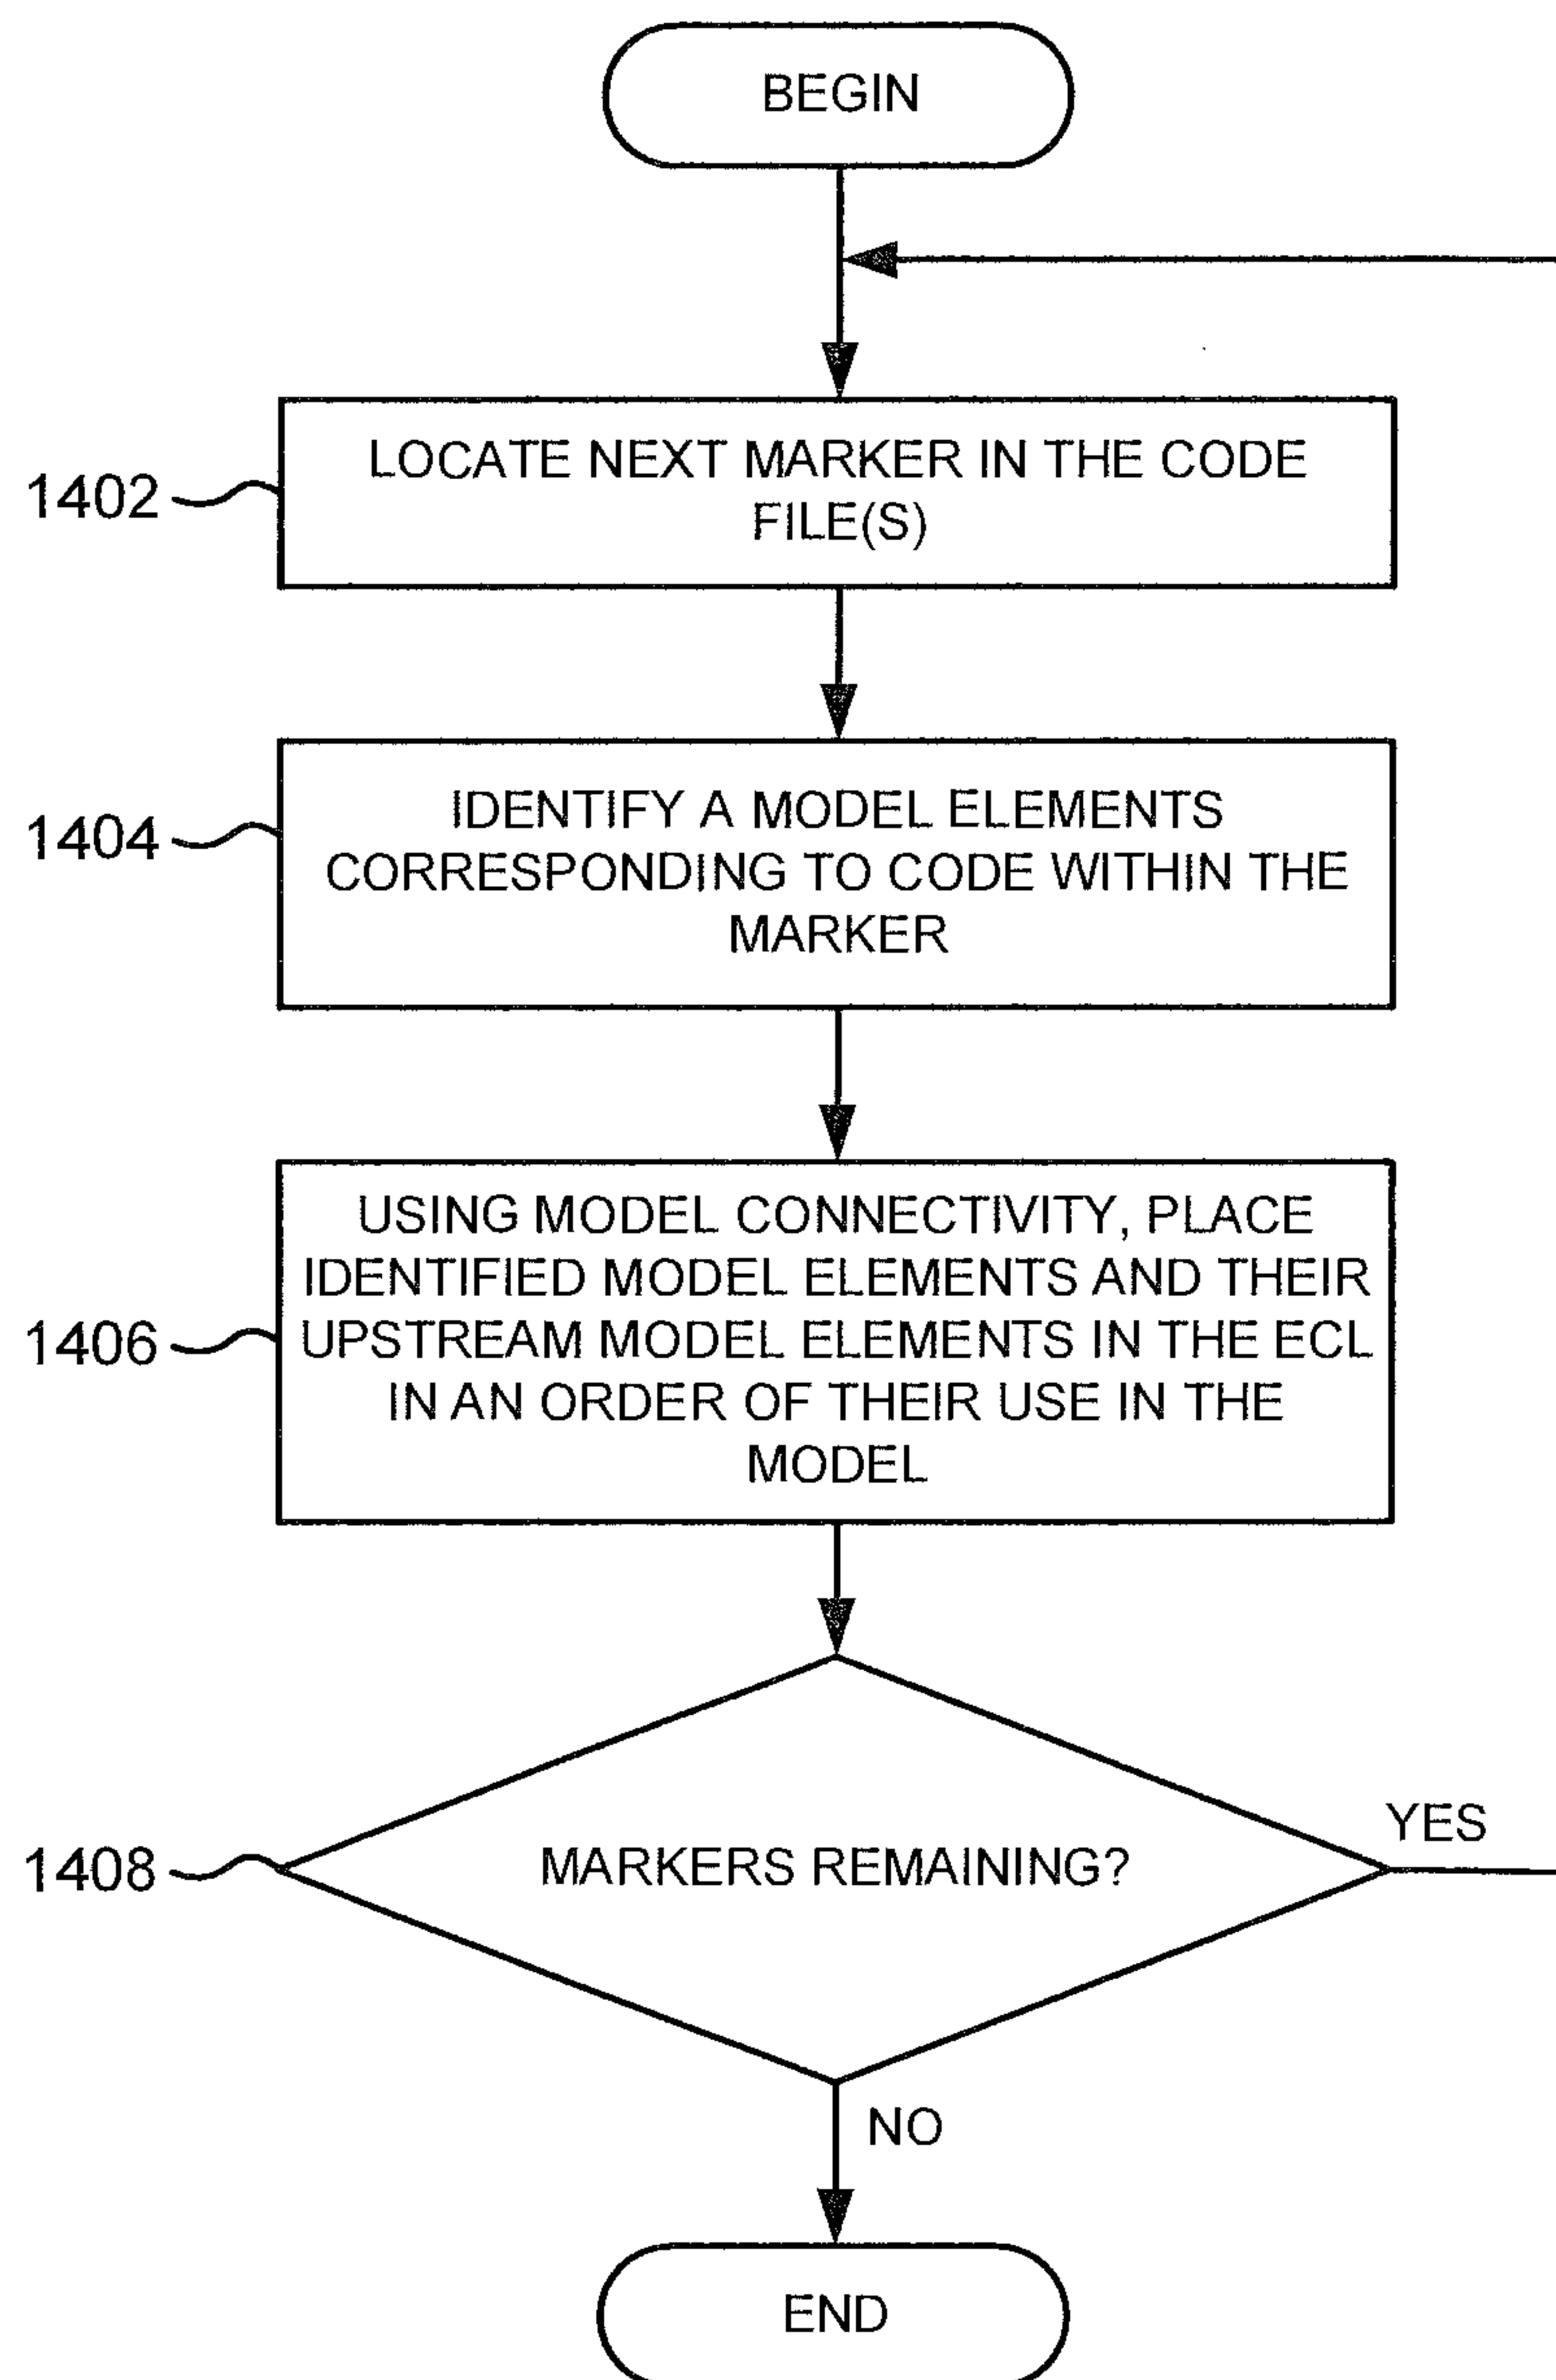 BEGIN
1402
LOCATE NEXT MARKER IN THE CODE
FILE(S)
1404
IDENTIFY A MODEL ELEMENTS
CORRESPONDING TO CODE WITHIN THE
MARKER
1406
USING MODEL CONNECTIVITY, PLACE
IDENTIFIED MODEL ELEMENTS AND THEIR
UPSTREAM MODEL ELEMENTS IN THE ECL
IN AN ORDER OF THEIR USE IN THE
MODEL
1408
MARKERS REMAINING?
YES
NO
END